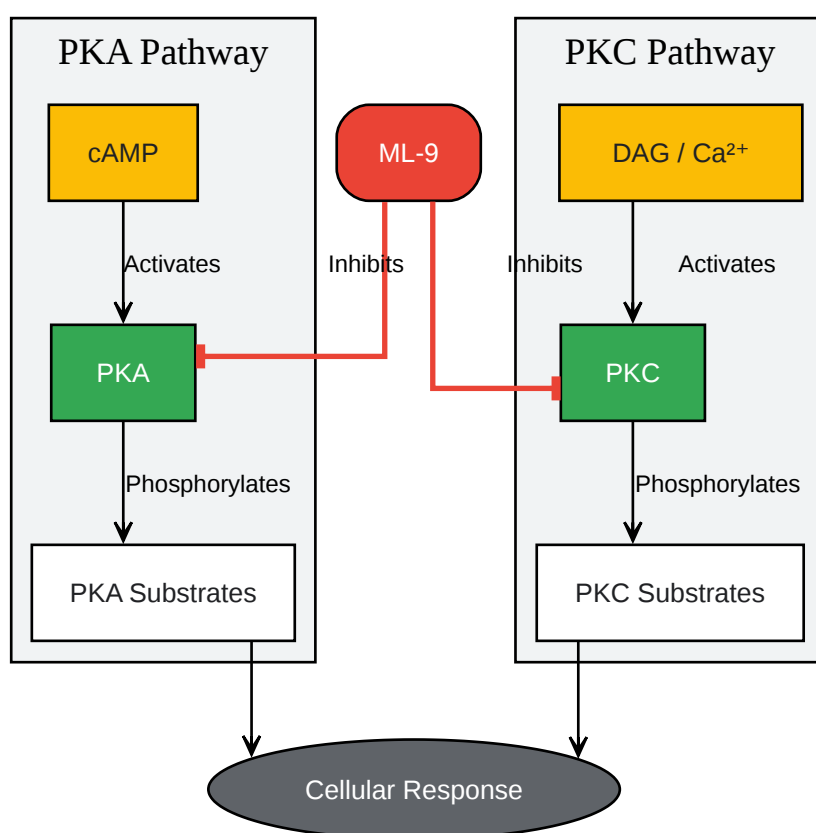 PKA Pathway
PKC Pathway
cAMP
ML-9
DAG / Ca²⁺
Activates
Inhibits
Inhibits
Activates
PKA
PKC
Phosphorylates
Phosphorylates
PKA Substrates
PKC Substrates
Cellular Response